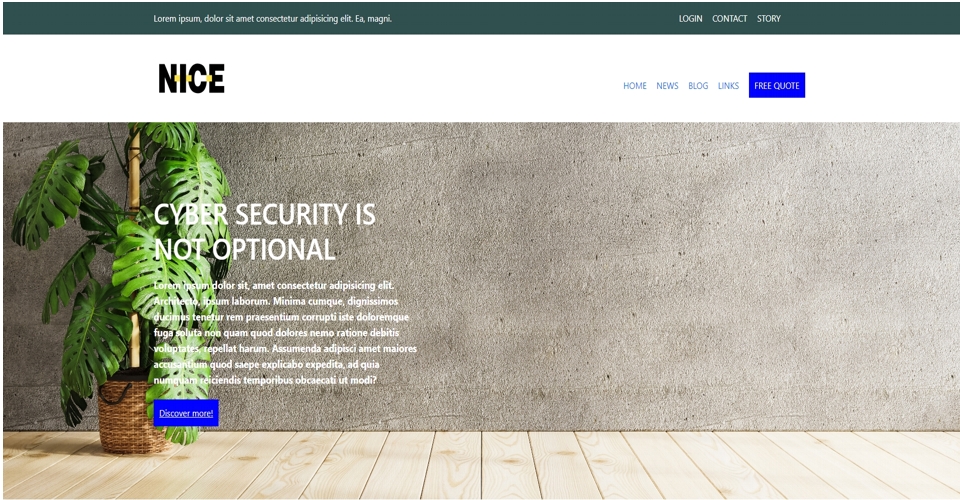 Lorem ipsum, dolor sit amet consectetur adipisicing elit. Ea, magni.
LOGIN CONTACT STORY
NICE
HOME NEWS BLOG LINKS FREE QUOTE
CYBER SECURITY IS
NOT OPTIONAL
Lorem ipsum dolor sit, amet consectetur adipisicing elit.
Architecto, ipsum laborum. Minima cumque, dignissimos
ducimus tenetur rem praesentium corrupti iste doloremque
fuga soluta non quam quod dolores nemo ratione debitis
voluptates, repellat harum. Assumenda adipisci amet maiores
accusantium quod saepe explicabo expedita, ad quia
numquam reiciendis temporibus obcaecati ut modi?
Discover more!